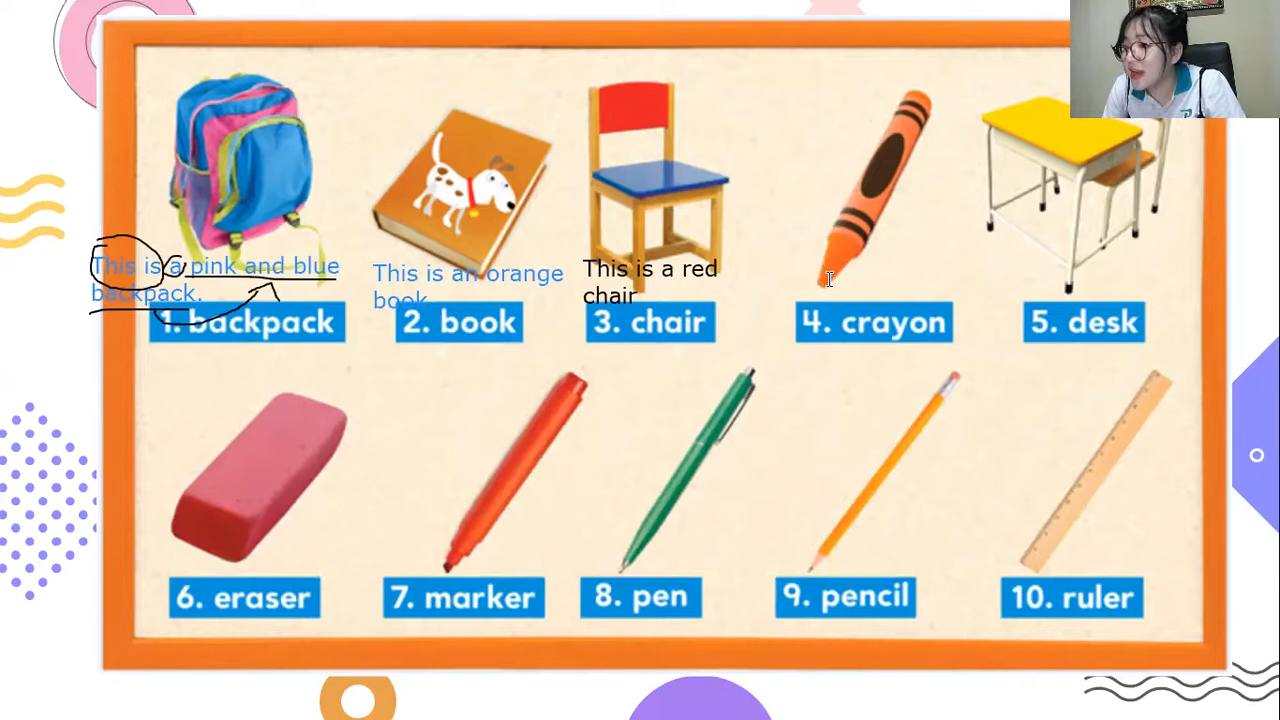 This is a pink and blue
backpack.
This is an orange
book
This is a red
chair
1. backpack
2. book
3. chair
4. crayon
5. desk
6. eraser
7. marker
8. pen
9. pencil
10. ruler